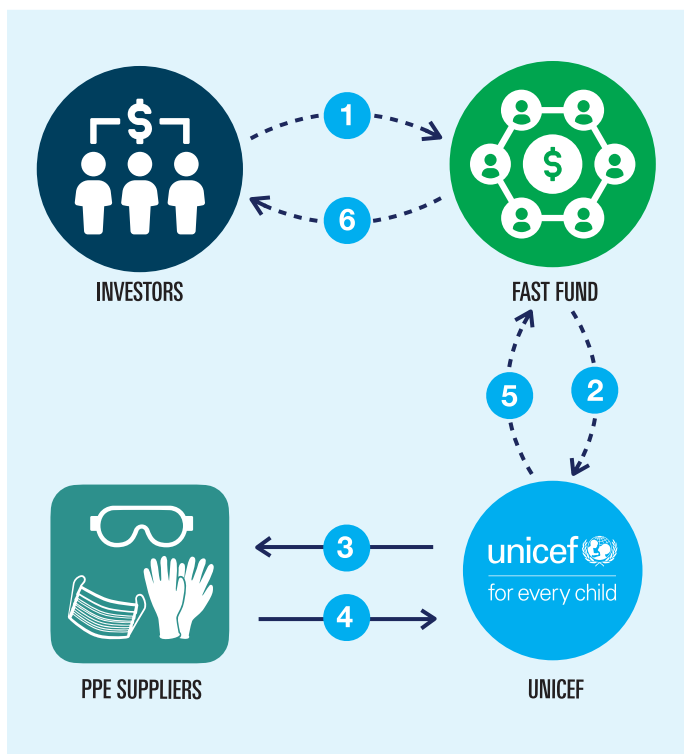 $
1
$
6
INVESTORS
FAST FUND
5
2
3
unicef
for every child
4
PPE SUPPLIERS
UNICEF